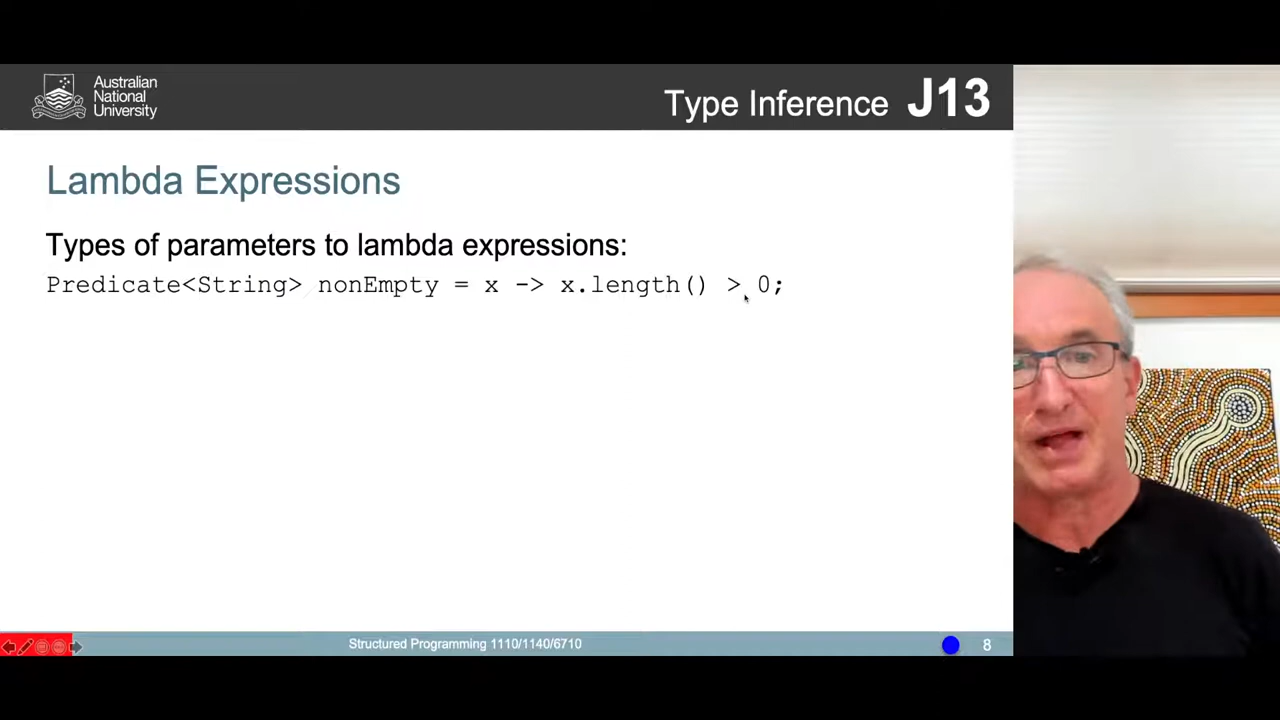 Australian
National
University
Type Inference J13
Lambda Expressions
Types of parameters to lambda expressions:
Predicate<String> nonEmpty = x -> x.length() > 0;
Structured Programming 1110/1140/6710
8